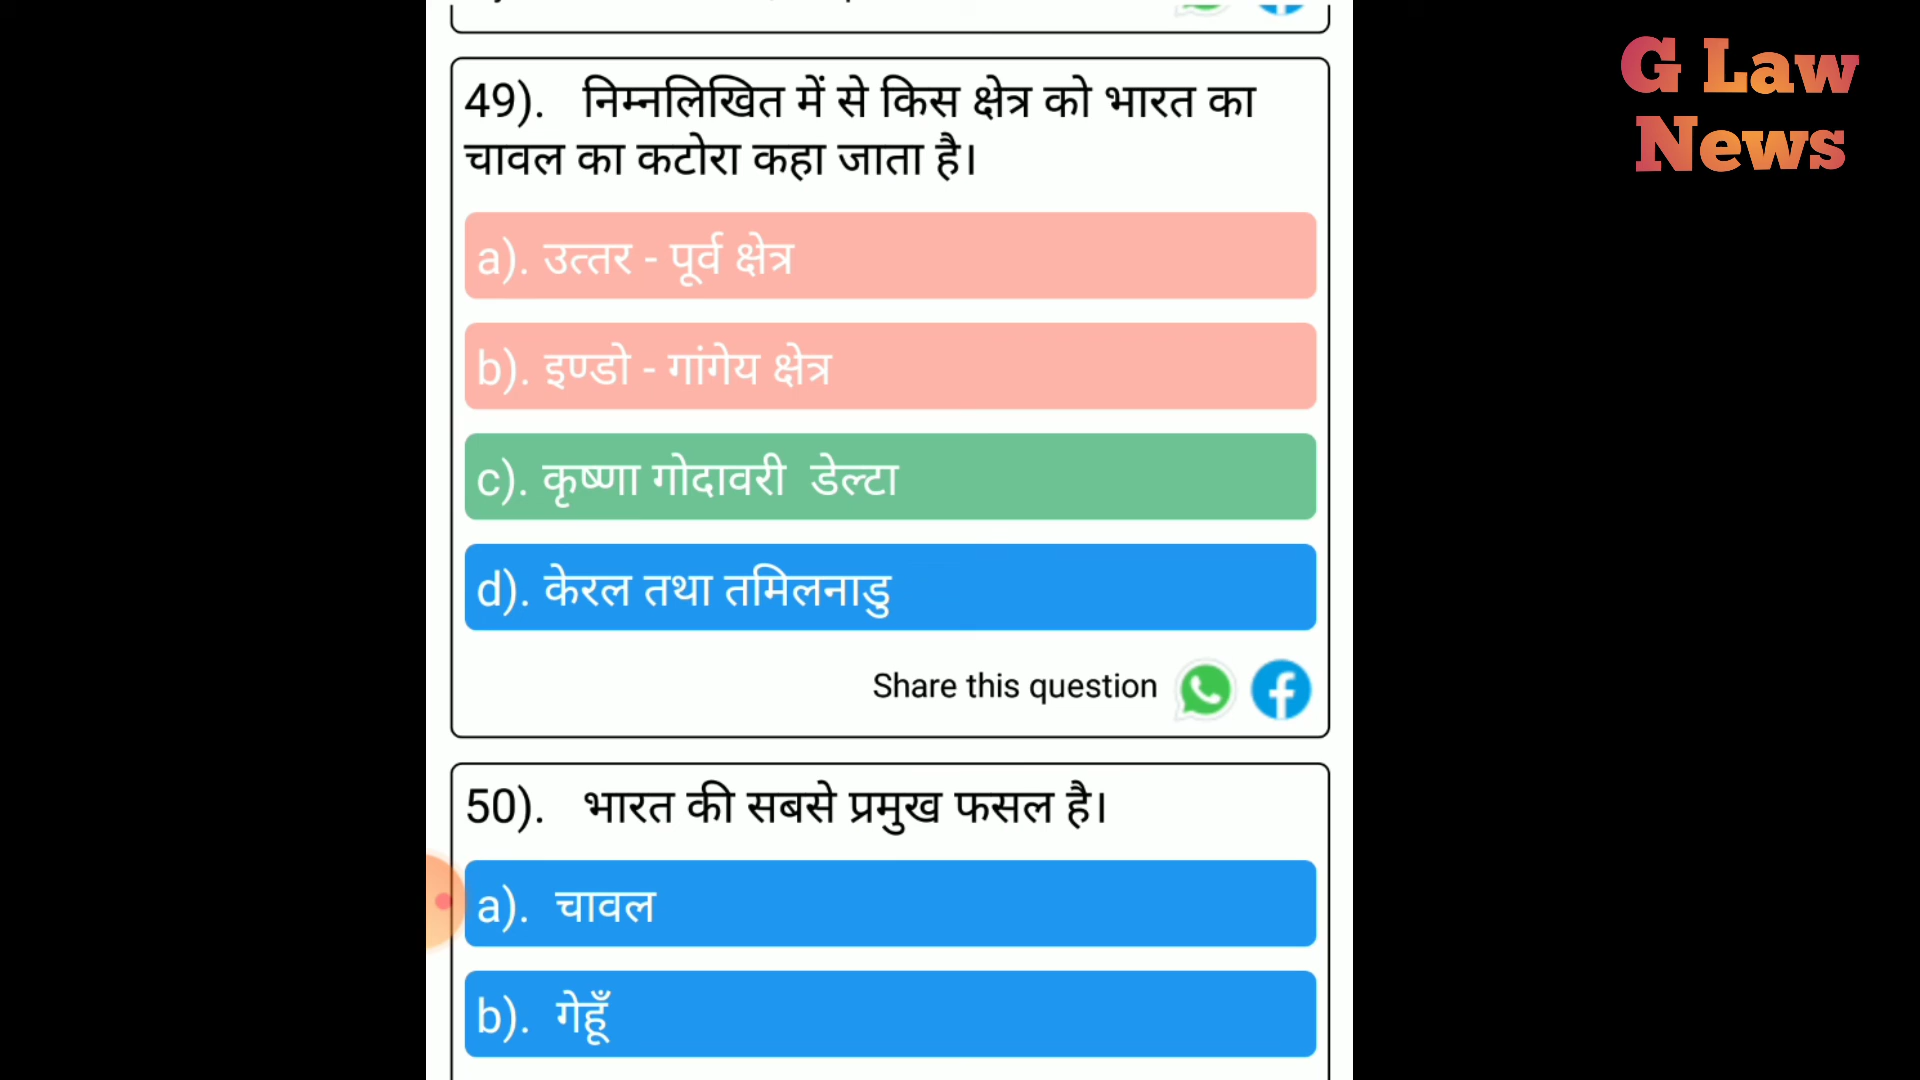 G Law
News
49). निम्नलिखित में से किस क्षेत्र को भारत का
चावल का कटोरा कहा जाता है।
a). उत्तर - पूर्व क्षेत्र
b). इण्डो - गांगेय क्षेत्र
c). कृष्णा गोदावरी डेल्टा
d). केरल तथा तमिलनाडु
Share this question
50). भारत की सबसे प्रमुख फसल है।
a). चावल
b). गेहूँ